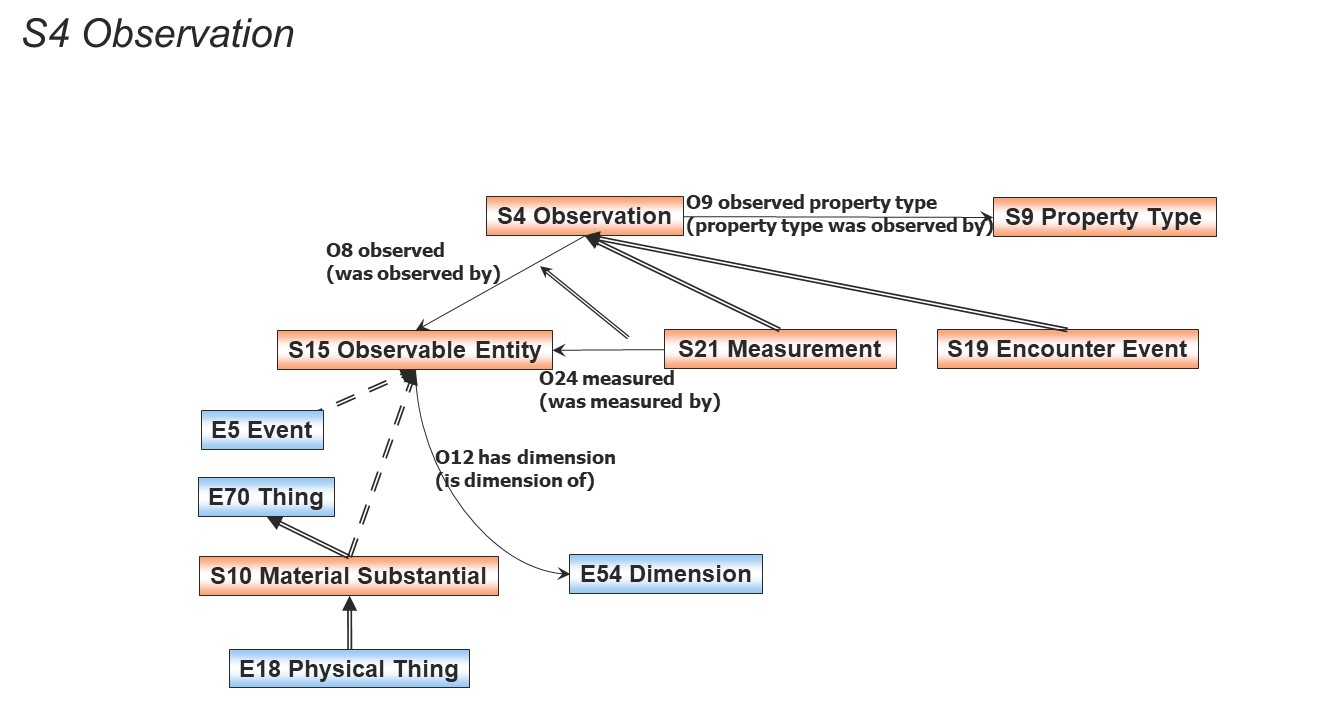 S4 Observation
S4 Observation
O9 observed property type
(property type was observed by)
S9 Property Type
O8 observed
(was observed by)
S15 Observable Entity
S21 Measurement
S19 Encounter Event
O24 measured
(was measured by)
E5 Event
O12 has dimension
(is dimension of)
E70 Thing
S10 Material Substantial
E54 Dimension
E18 Physical Thing